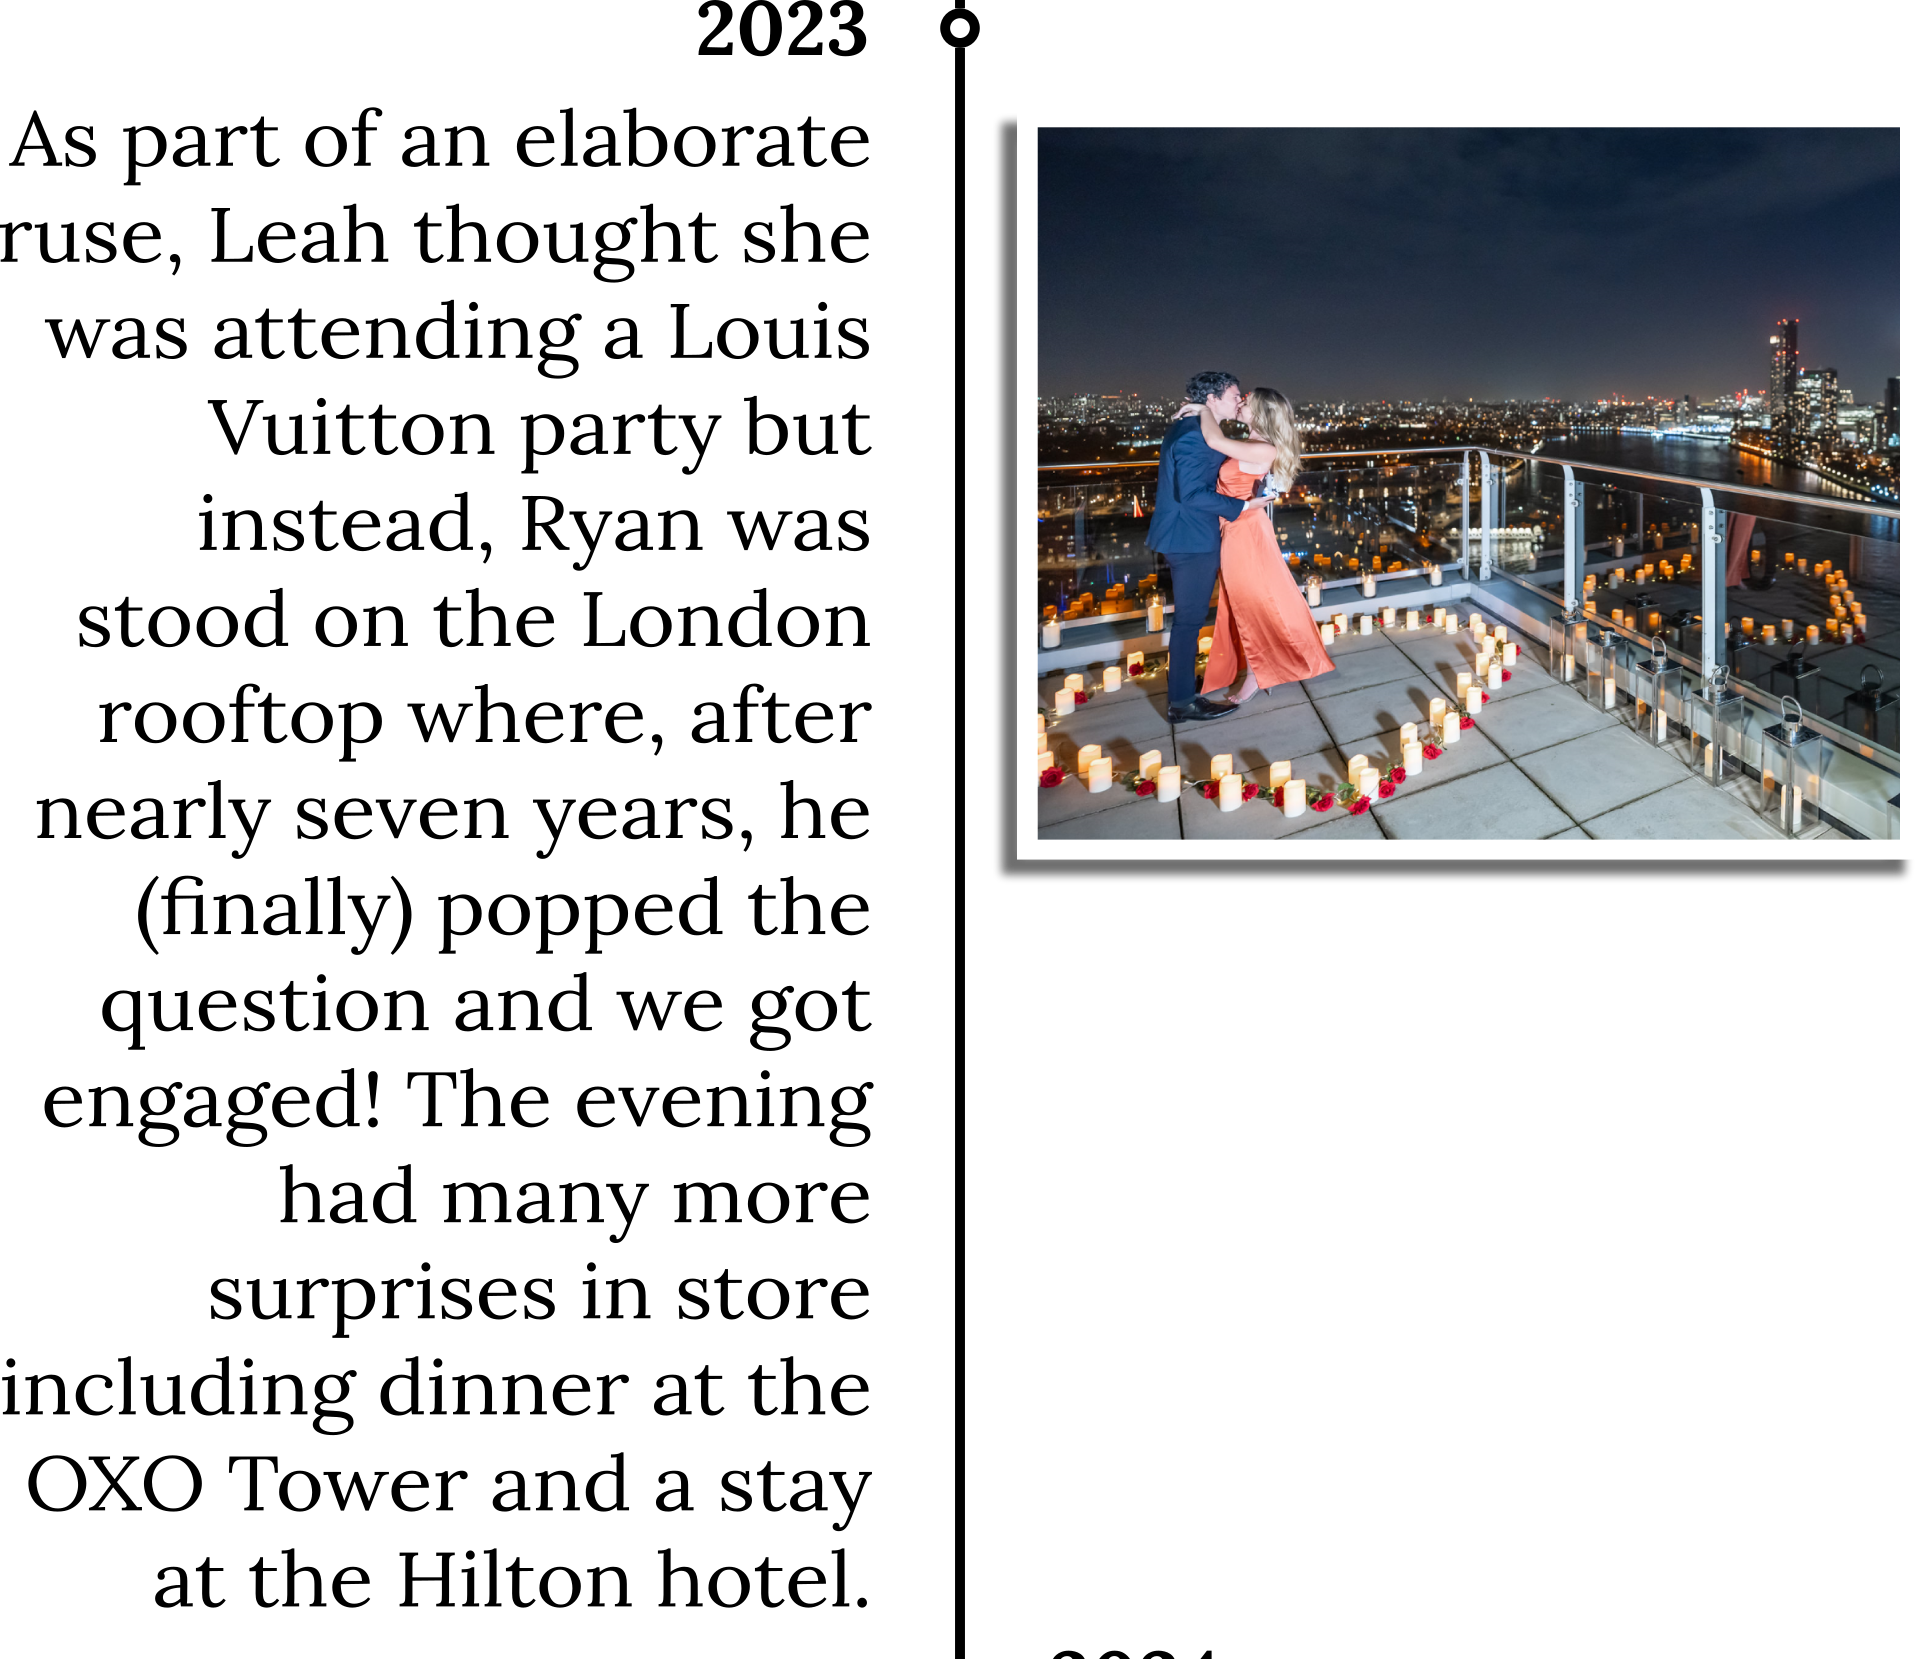 2023
As part of an elaborate
ruse, Leah thought she
was attending a Louis
Vuitton party but
instead, Ryan was
stood on the London
rooftop where, after
nearly seven years, he
(finally) popped the
question and we got
engaged! The evening
had many more
surprises in store
including dinner at the
OXO Tower and a stay
at the Hilton hotel.